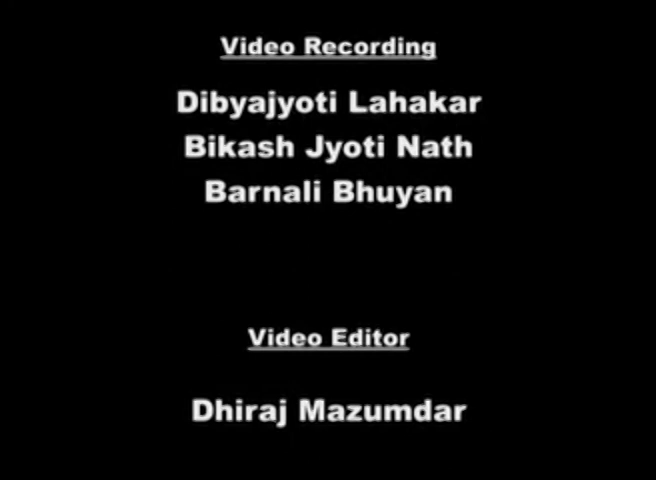 Video Recording
Dibyajyoti Lahakar
Bikash Jyoti Nath
Barnali Bhuyan
Video Editor
Dhiraj Mazumdar